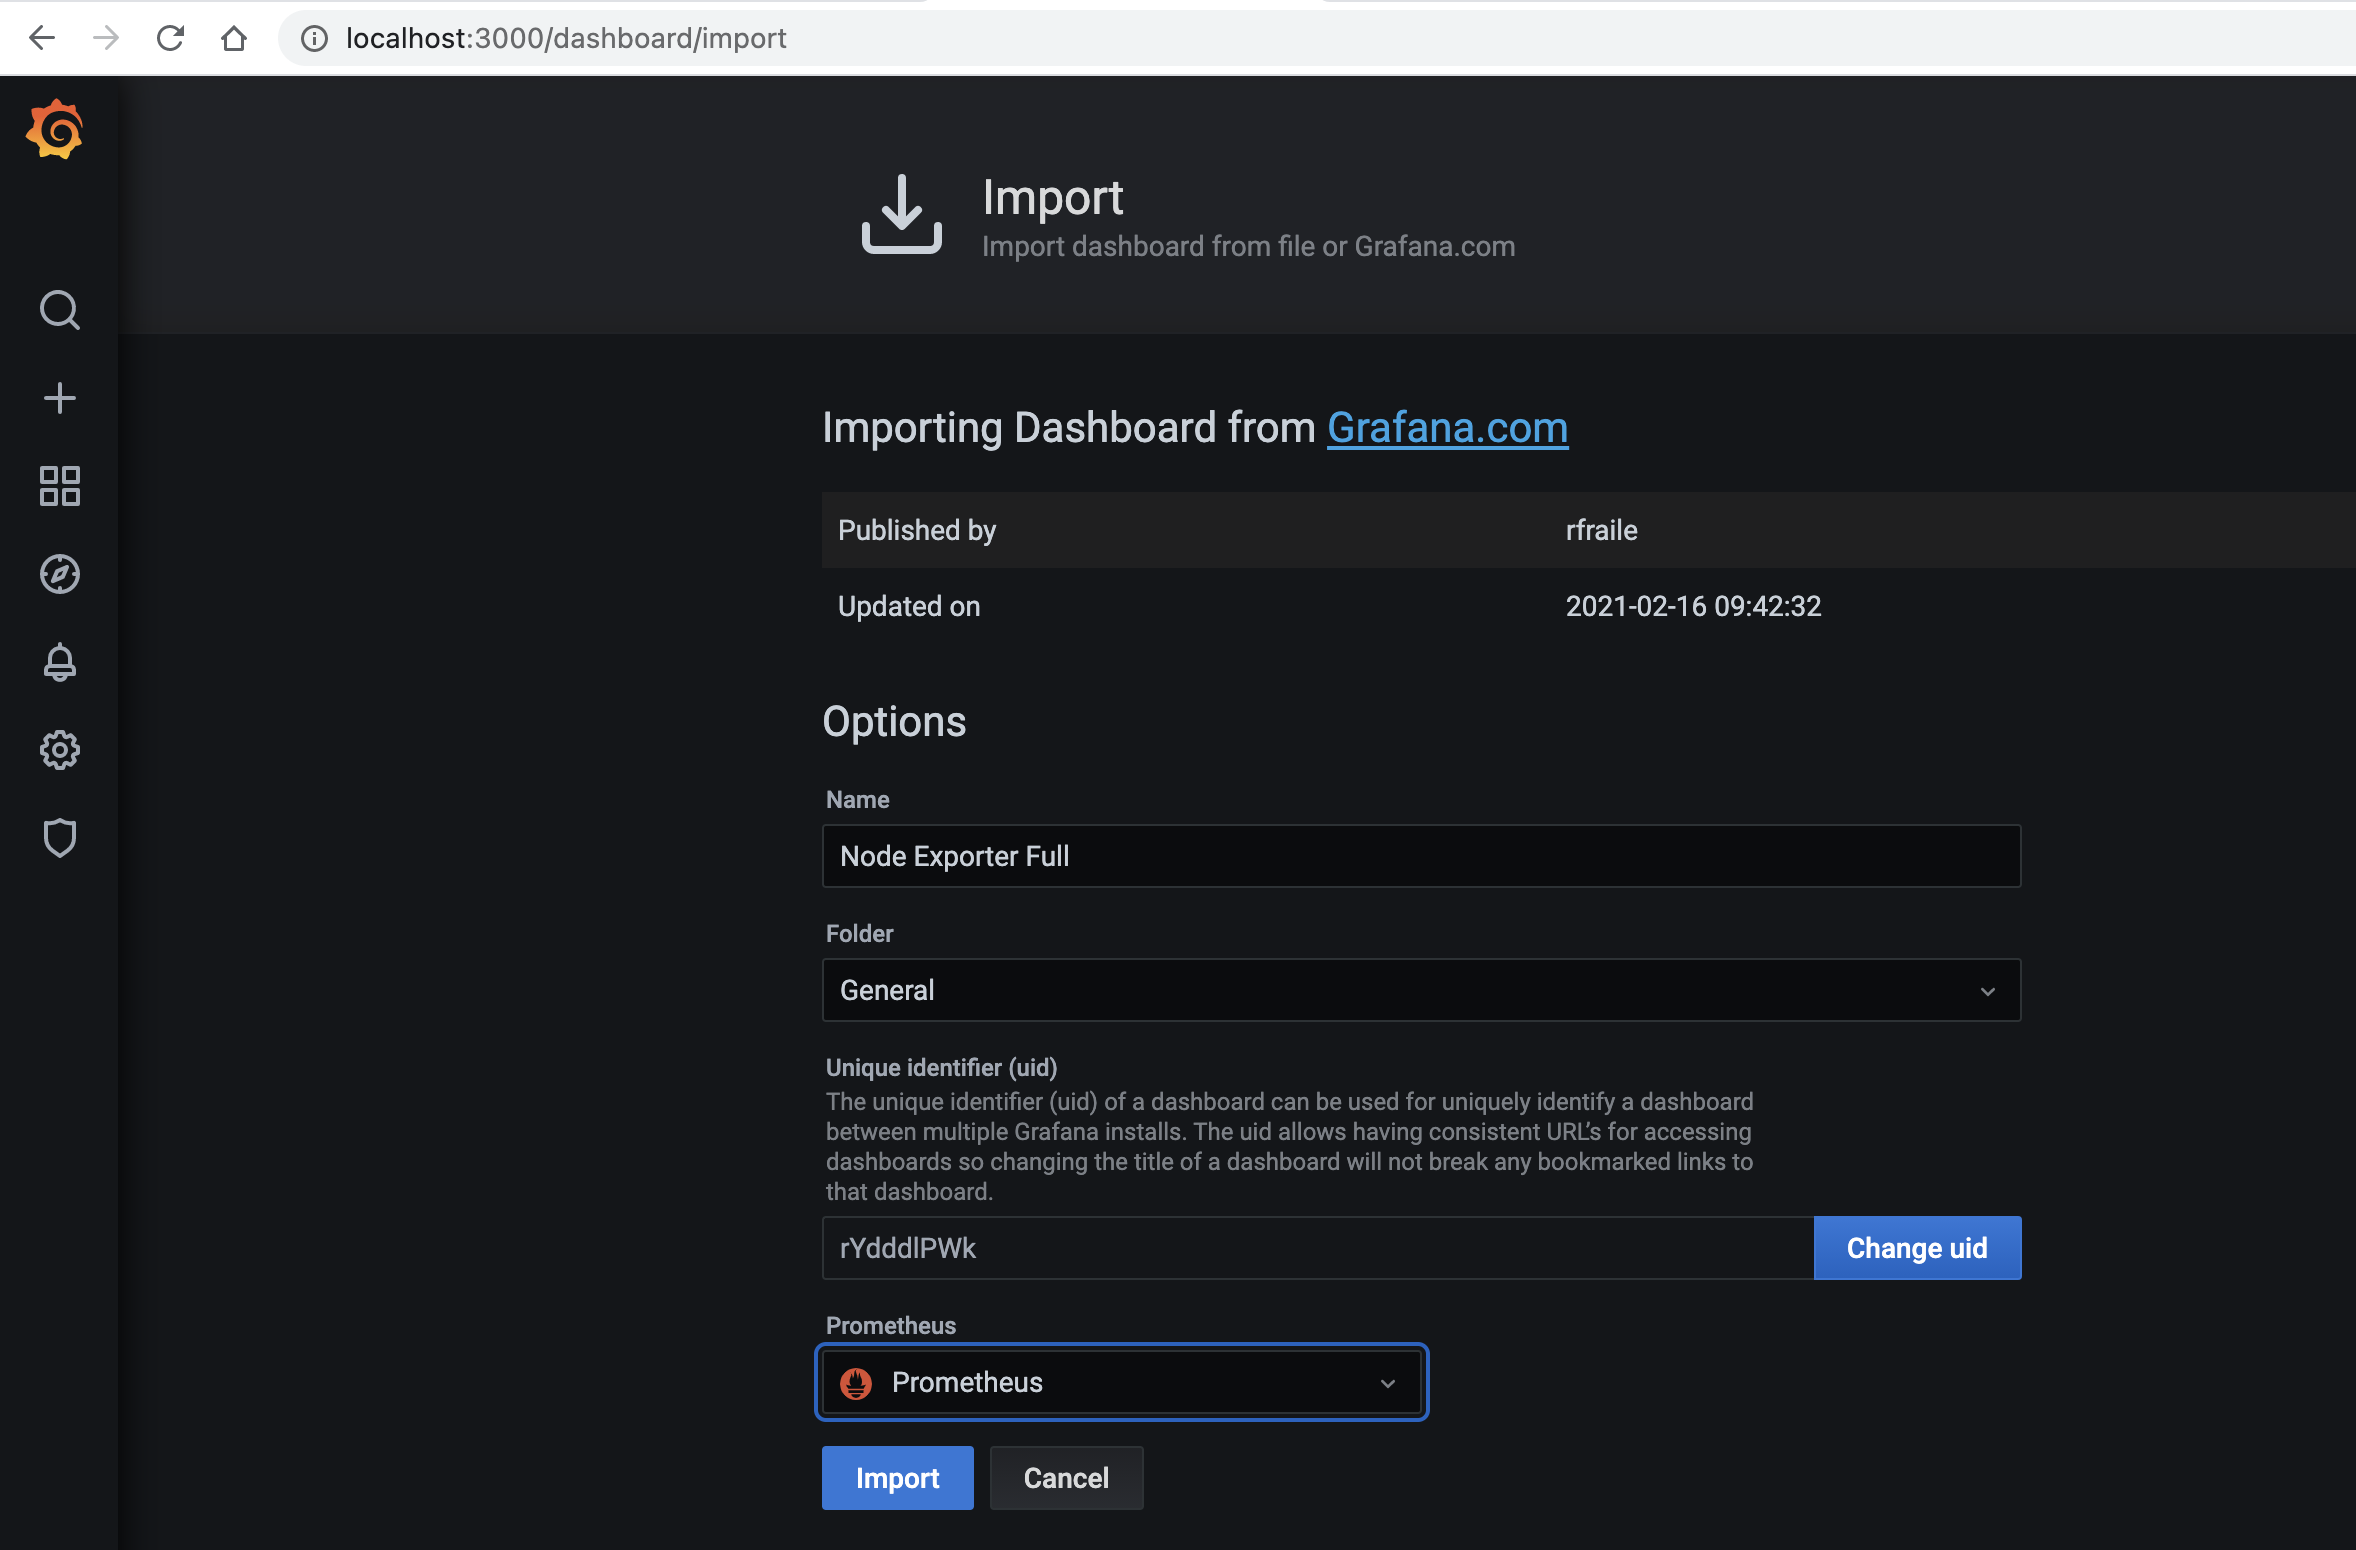 localhost:3000/dashboard/import
Import
Import dashboard from file or Grafana.com
Importing Dashboard from Grafana.com
Published by rfraile
Updated on 2021-02-16 09:42:32
Options
Name
Node Exporter Full
Folder
General
Unique identifier (uid)
The unique identifier (uid) of a dashboard can be used for uniquely identify a dashboard
between multiple Grafana installs. The uid allows having consistent URL’s for accessing
dashboards so changing the title of a dashboard will not break any bookmarked links to
that dashboard.
rYdddlPWk
Change uid
Prometheus
Prometheus
Import Cancel